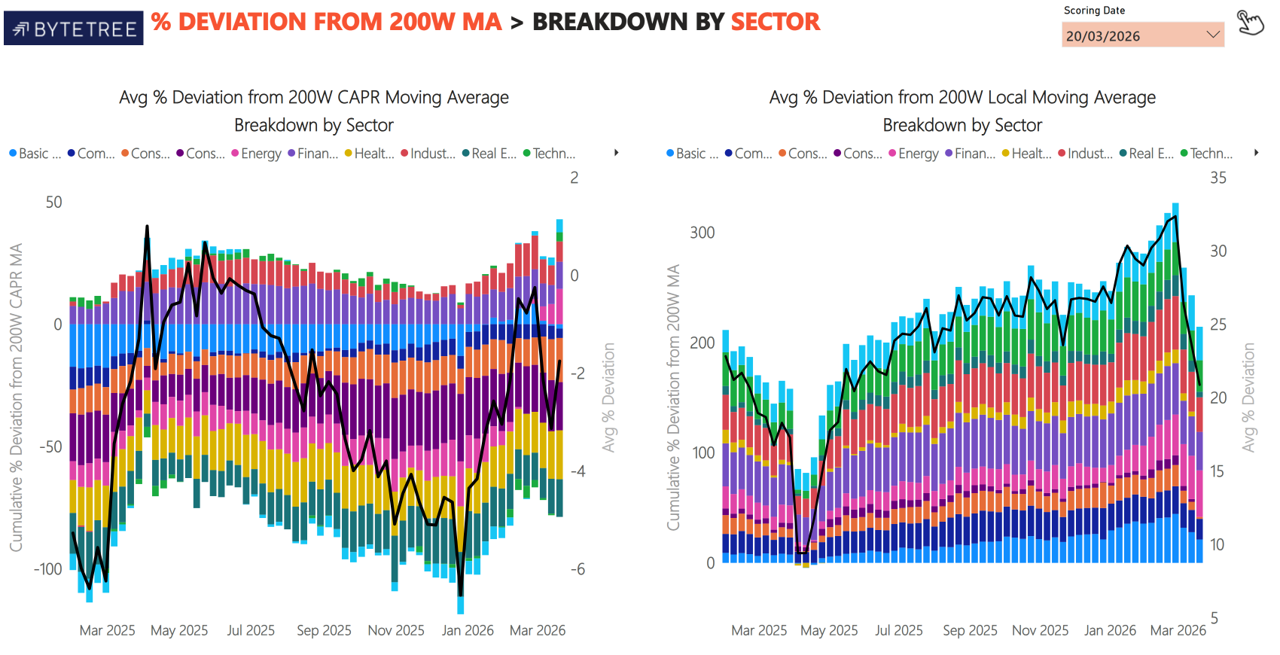 BYTETREE
% DEVIATION FROM 200W MA > BREAKDOWN BY SECTOR
Scoring Date
20/03/2026
Avg % Deviation from 200W CAPR Moving Average
Breakdown by Sector
Basic ... Com... Cons... Cons... Energy Finan... Healt... Indust... Real E... Techn...
Cumulative % Deviation from 200W CAPR MA
50
0
-50
-100
2
0
-2
-4
-6
Avg % Deviation
Mar 2025 May 2025 Jul 2025 Sep 2025 Nov 2025 Jan 2026 Mar 2026
Avg % Deviation from 200W Local Moving Average
Breakdown by Sector
Basic ... Com... Cons... Cons... Energy Finan... Healt... Indust... Real E... Techn...
Cumulative % Deviation from 200W MA
300
200
100
0
35
30
25
20
15
10
5
Avg % Deviation
Mar 2025 May 2025 Jul 2025 Sep 2025 Nov 2025 Jan 2026 Mar 2026